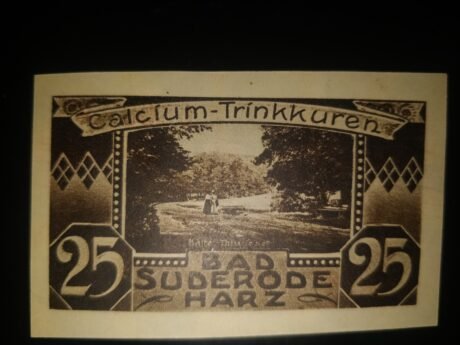 Calcium-Trinkkuren
25
25
BAD
SUDERODE
HARZ